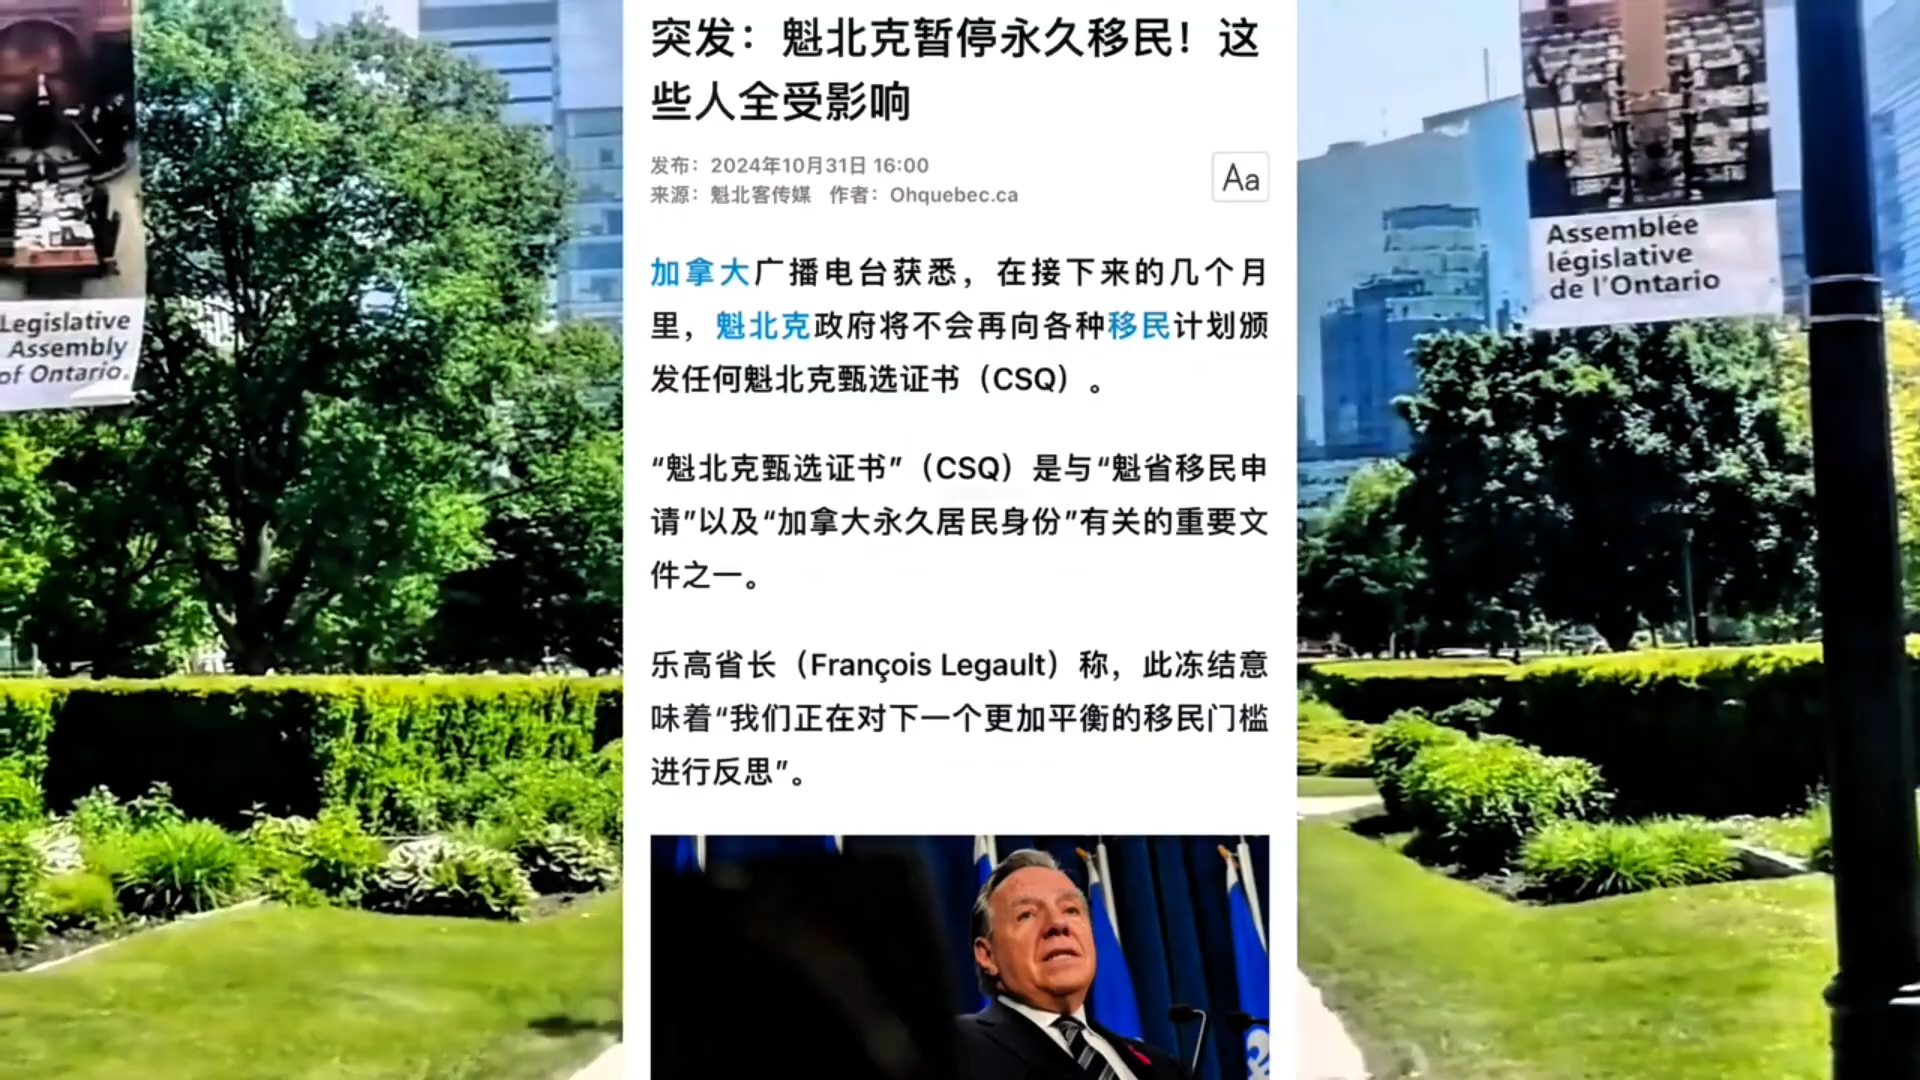 突发：魁北克暂停永久移民！这
些人全受影响
发布：2024年10月31日 16:00
来源：魁北客传媒 作者：Ohquebec.ca
Aa
加拿大广播电台获悉，在接下来的几个月
里，魁北克政府将不会再向各种移民计划颁
发任何魁北克甄选证书（CSQ）。
“魁北克甄选证书”（CSQ）是与“魁省移民申
请”以及“加拿大永久居民身份”有关的重要文
件之一。
乐高省长（François Legault）称，此冻结意
味着“我们正在对下一个更加平衡的移民门槛
进行反思”。
Legislative
Assembly
of Ontario.
Assemblée
législative
de l'Ontario